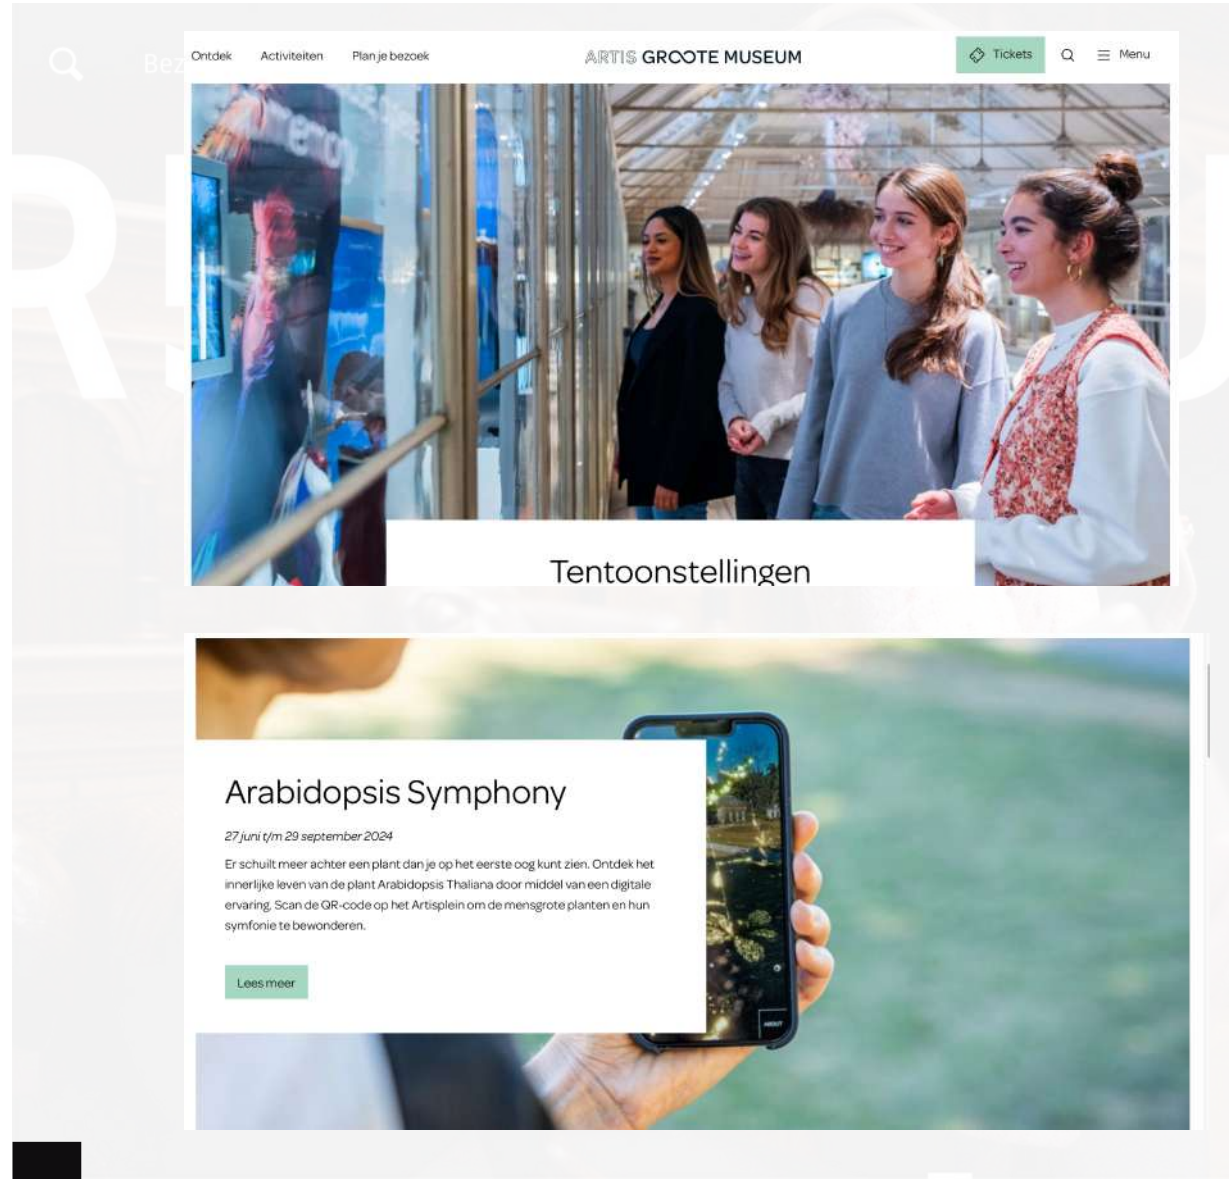 Bez
Ontdek Activiteiten Plan je bezoek ARTIS GROOTE MUSEUM Tickets Menu
Tentoonstellingen
Arabidopsis Symphony
27 juni t/m 29 september 2024
Er schuilt meer achter een plant dan je op het eerste oog kunt zien. Ontdek het
innerlijke leven van de plant Arabidopsis Thaliana door middel van een digitale
ervaring. Scan de QR-code op het Artisplein om de mensgrote planten en hun
symfonie te bewonderen.
Lees meer
ABOUT